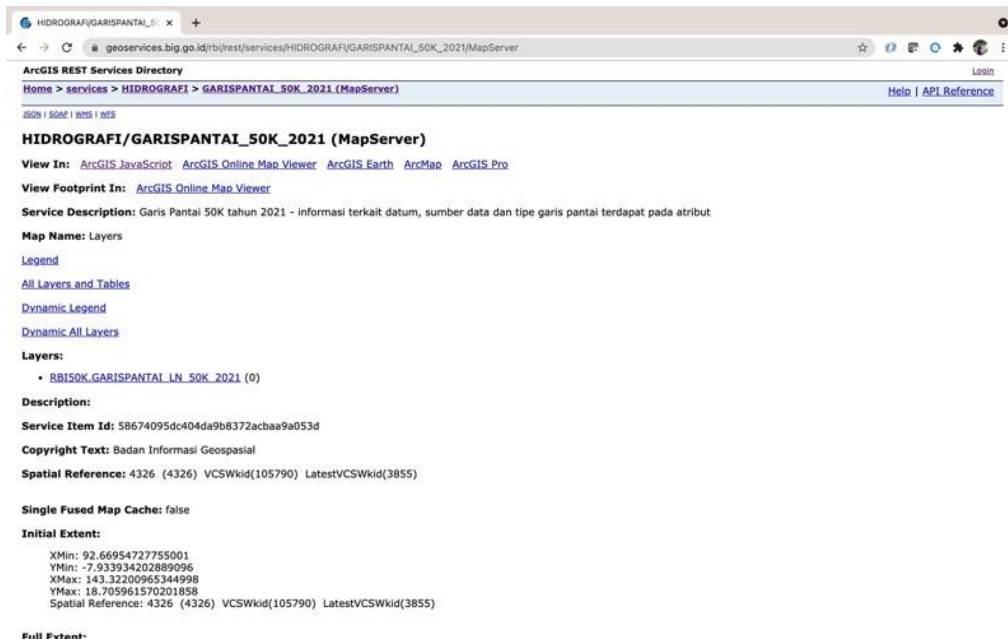 HIDROGRAFI/GARISPANTAI_5
geoservices.big.go.id/rbi/rest/services/HIDROGRAFI/GARISPANTAI_50K_2021/MapServer
ArcGIS REST Services Directory Login
Home > services > HIDROGRAFI > GARISPANTAI_50K_2021 (MapServer) Help | API Reference
JSON | SOAP | WMS | WFS
HIDROGRAFI/GARISPANTAI_50K_2021 (MapServer)
View In: ArcGIS JavaScript ArcGIS Online Map Viewer ArcGIS Earth ArcMap ArcGIS Pro
View Footprint In: ArcGIS Online Map Viewer
Service Description: Garis Pantai 50K tahun 2021 - informasi terkait datum, sumber data dan tipe garis pantai terdapat pada atribut
Map Name: Layers
Legend
All Layers and Tables
Dynamic Legend
Dynamic All Layers
Layers:
• RBI50K.GARISPANTAI_LN_50K_2021 (0)
Description:
Service Item Id: 58674095dc404da9b8372acbaa9a053d
Copyright Text: Badan Informasi Geospasial
Spatial Reference: 4326 (4326) VCSWkid(105790) LatestVCSWkid(3855)
Single Fused Map Cache: false
Initial Extent:
XMin: 92.66954727755001
YMin: -7.933934202889096
XMax: 143.32200965344998
YMax: 18.705961570201858
Spatial Reference: 4326 (4326) VCSWkid(105790) LatestVCSWkid(3855)
Full Extent: